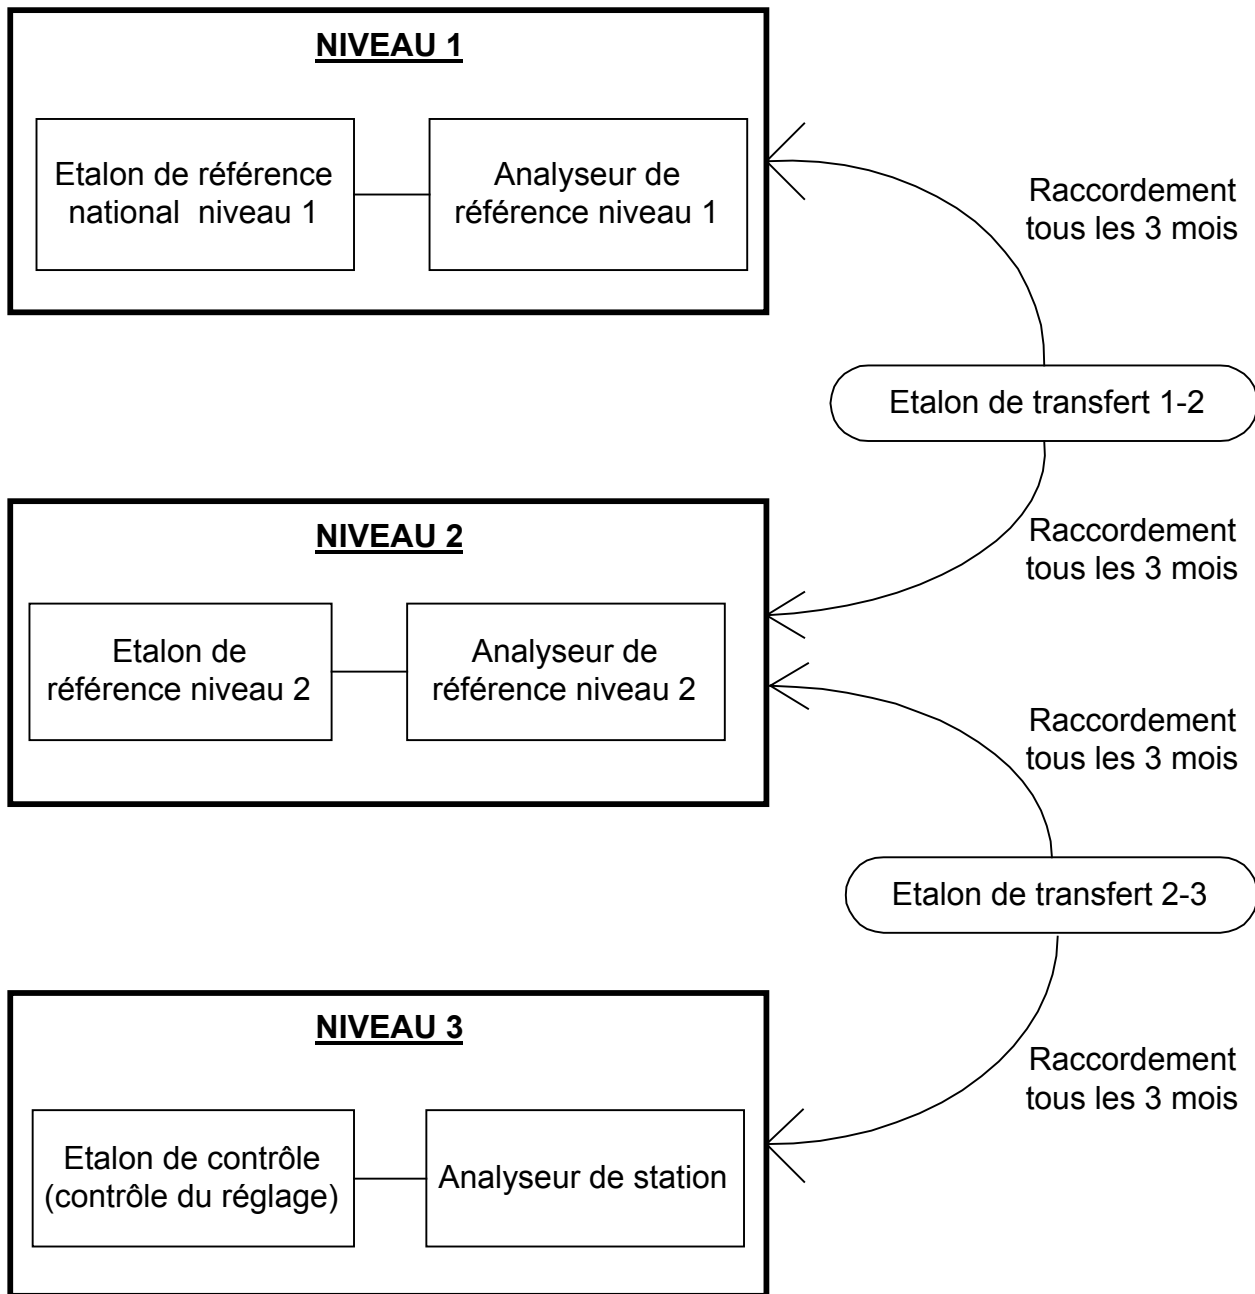 NIVEAU 1
Etalon de référence
national niveau 1
Analyseur de
référence niveau 1
Raccordement
tous les 3 mois
Etalon de transfert 1-2
Raccordement
tous les 3 mois
NIVEAU 2
Etalon de
référence niveau 2
Analyseur de
référence niveau 2
Raccordement
tous les 3 mois
Etalon de transfert 2-3
Raccordement
tous les 3 mois
NIVEAU 3
Etalon de contrôle
(contrôle du réglage)
Analyseur de station